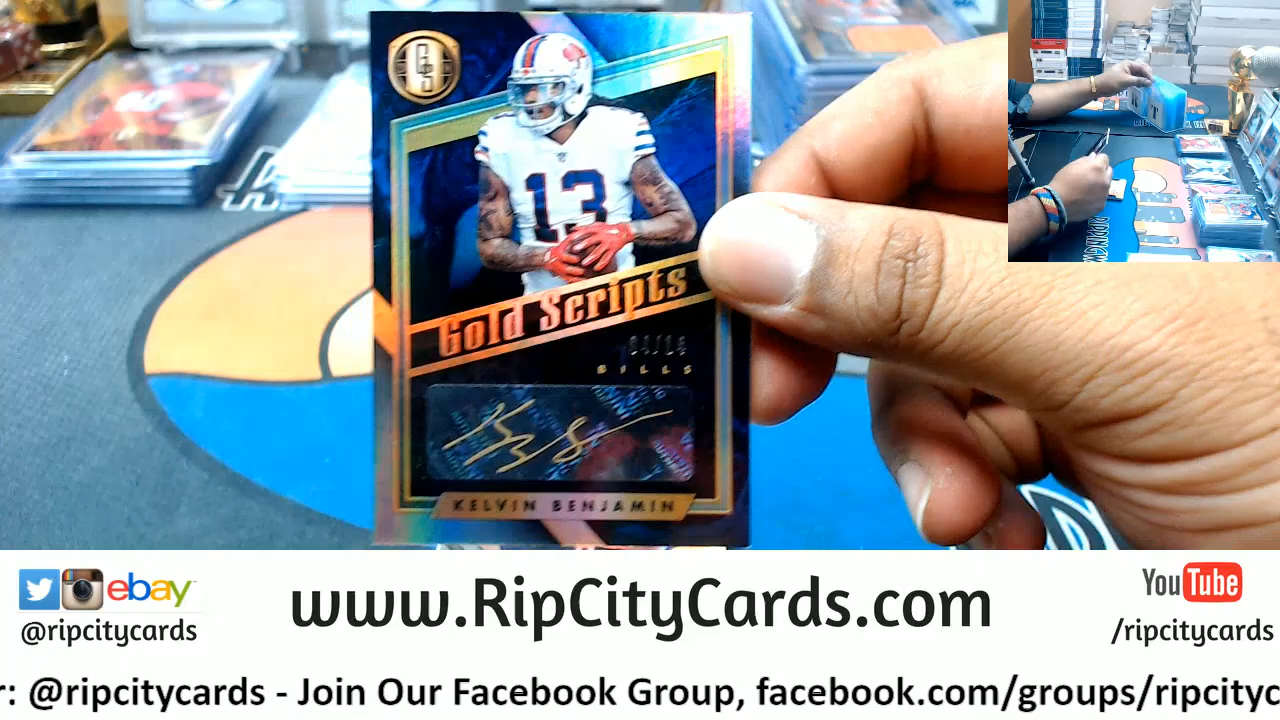 GS
13
Gold Scripts
BILLS
KELVIN BENJAMIN
ebay
@ripcitycards
www.RipCityCards.com
YouTube
/ripcitycards
r: @ripcitycards - Join Our Facebook Group, facebook.com/groups/ripcityc